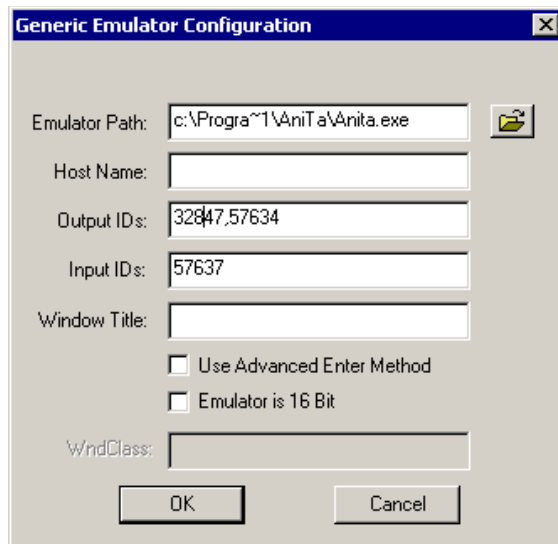 Generic Emulator Configuration
Emulator Path: c:\Progra~1\AniTa\Anita.exe
Host Name:
Output IDs: 32847,57634
Input IDs: 57637
Window Title:
Use Advanced Enter Method
Emulator is 16 Bit
WndClass:
OK Cancel